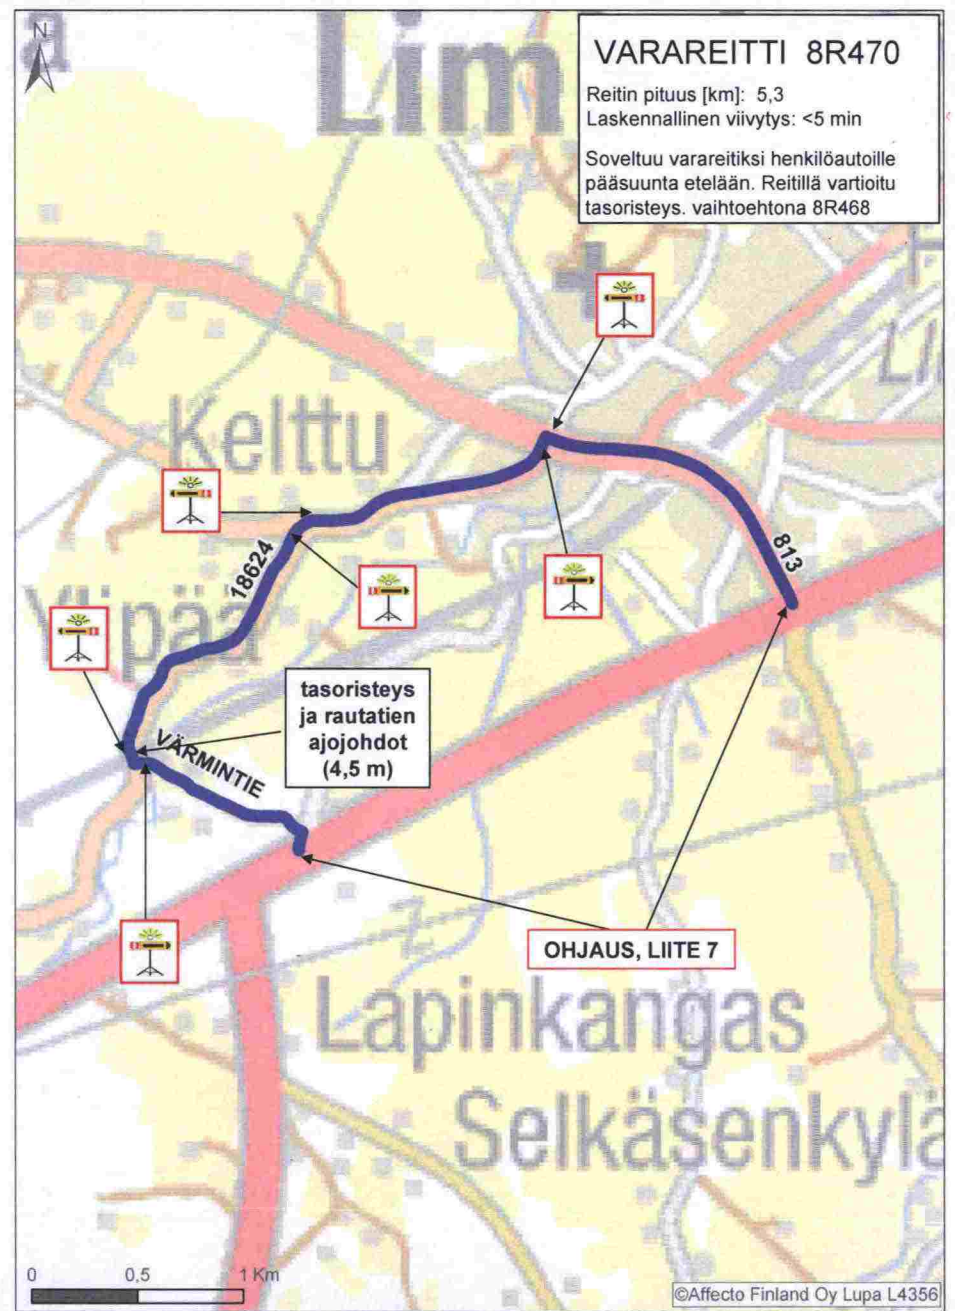 N
a
Lim
VARAREITTI 8R470
Reitin pituus [km]: 5,3
Laskennallinen viivytys: <5 min
Soveltuu varareitiksi henkilöautoille
pääsuunta etelään. Reitillä vartioitu
tasoristeys. vaihtoehtona 8R468
Kelttu
18624
813
Ylipää
tasoristeys
ja rautatien
ajojohdot
(4,5 m)
VÄRMINTIE
OHJAUS, LIITE 7
Lapinkangas
Selkäsenkylä
0 0,5 1 Km
©Affecto Finland Oy Lupa L4356